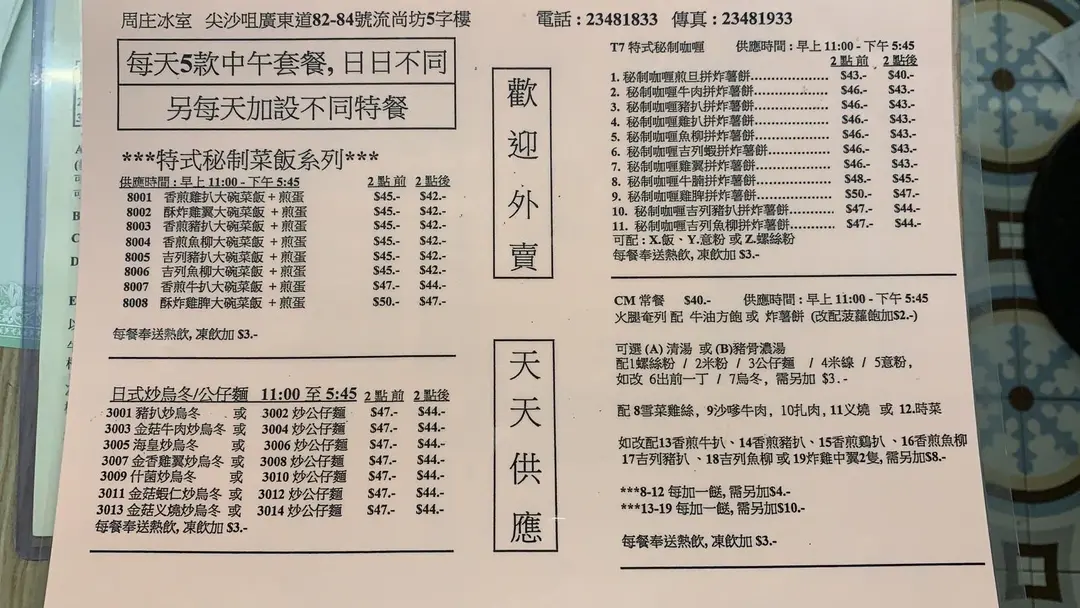 周庄冰室 尖沙咀廣東道82-84號流尚坊5字樓 電話 : 23481833 傳真 : 23481933
每天5款中午套餐, 日日不同
另每天加設不同特餐
***特式秘制菜飯系列***
供應時間 : 早上 11:00 - 下午 5:45 2 點 前 2 點後
8001 香煎雞扒大碗菜飯 + 煎蛋 $45.- $42.-
8002 酥炸雞翼大碗菜飯 + 煎蛋 $45.- $42.-
8003 香煎豬扒大碗菜飯 + 煎蛋 $45.- $42.-
8004 香煎魚柳大碗菜飯 + 煎蛋 $45.- $42.-
8005 吉列豬扒大碗菜飯 + 煎蛋 $45.- $42.-
8006 吉列魚柳大碗菜飯 + 煎蛋 $45.- $42.-
8007 香煎牛扒大碗菜飯 + 煎蛋 $47.- $44.-
8008 酥炸雞脾大碗菜飯 + 煎蛋 $50.- $47.-
每餐奉送熱飲, 凍飲加 $3.-
日式炒烏冬/公仔麵 11:00 至 5:45 2 點 前 2 點後
3001 豬扒炒烏冬 或 3002 炒公仔麵 $47.- $44.-
3003 金菇牛肉炒烏冬 或 3004 炒公仔麵 $47.- $44.-
3005 海皇炒烏冬 或 3006 炒公仔麵 $47.- $44.-
3007 金香雞翼炒烏冬 或 3008 炒公仔麵 $47.- $44.-
3009 什菌炒烏冬 或 3010 炒公仔麵 $47.- $44.-
3011 金菇蝦仁炒烏冬 或 3012 炒公仔麵 $47.- $44.-
3013 金菇义燒炒烏冬 或 3014 炒公仔麵 $47.- $44.-
每餐奉送熱飲, 凍飲加 $3.-
歡迎外賣
天天供應
T7 特式秘制咖喱 供應時間 : 早上 11:00 - 下午 5:45
2 點 前 2 點後
1. 秘制咖喱煎旦拼炸薯餅 $43.- $40.-
2. 秘制咖喱牛肉拼炸薯餅 $46.- $43.-
3. 秘制咖喱豬扒拼炸薯餅 $46.- $43.-
4. 秘制咖喱雞扒拼炸薯餅 $46.- $43.-
5. 秘制咖喱魚柳拼炸薯餅 $46.- $43.-
6. 秘制咖喱吉列蝦拼炸薯餅 $46.- $43.-
7. 秘制咖喱雞翼拼炸薯餅 $46.- $43.-
8. 秘制咖喱牛腩拼炸薯餅 $48.- $45.-
9. 秘制咖喱雞脾拼炸薯餅 $50.- $47.-
10. 秘制咖喱吉列豬扒拼炸薯餅 $47.- $44.-
11. 秘制咖喱吉列魚柳拼炸薯餅 $47.- $44.-
可配 : X.飯、Y.意粉 或 Z.螺絲粉
每餐奉送熱飲, 凍飲加 $3.-
CM 常餐 $40.- 供應時間 : 早上 11:00 - 下午 5:45
火腿奄列 配 牛油方飽 或 炸薯餅 (改配菠蘿飽加$2.-)
可選 (A) 清湯 或 (B)豬骨濃湯
配1螺絲粉 / 2米粉 / 3公仔麵 / 4米線 / 5意粉 ,
如改 6出前一丁 / 7烏冬, 需另加 $3 . -
配 8雪菜雞絲, 9沙嗲牛肉, 10扎肉, 11义燒 或 12.時菜
如改配13香煎牛扒 、14香煎豬扒 、15香煎鷄扒 、16香煎魚柳
17吉列豬扒 、18吉列魚柳 或 19炸雞中翼2隻, 需另加$8.-
***8-12 每加一餸, 需另加$4.-
***13-19 每加一餸, 需另加$10.-
每餐奉送熱飲, 凍飲加 $3.-